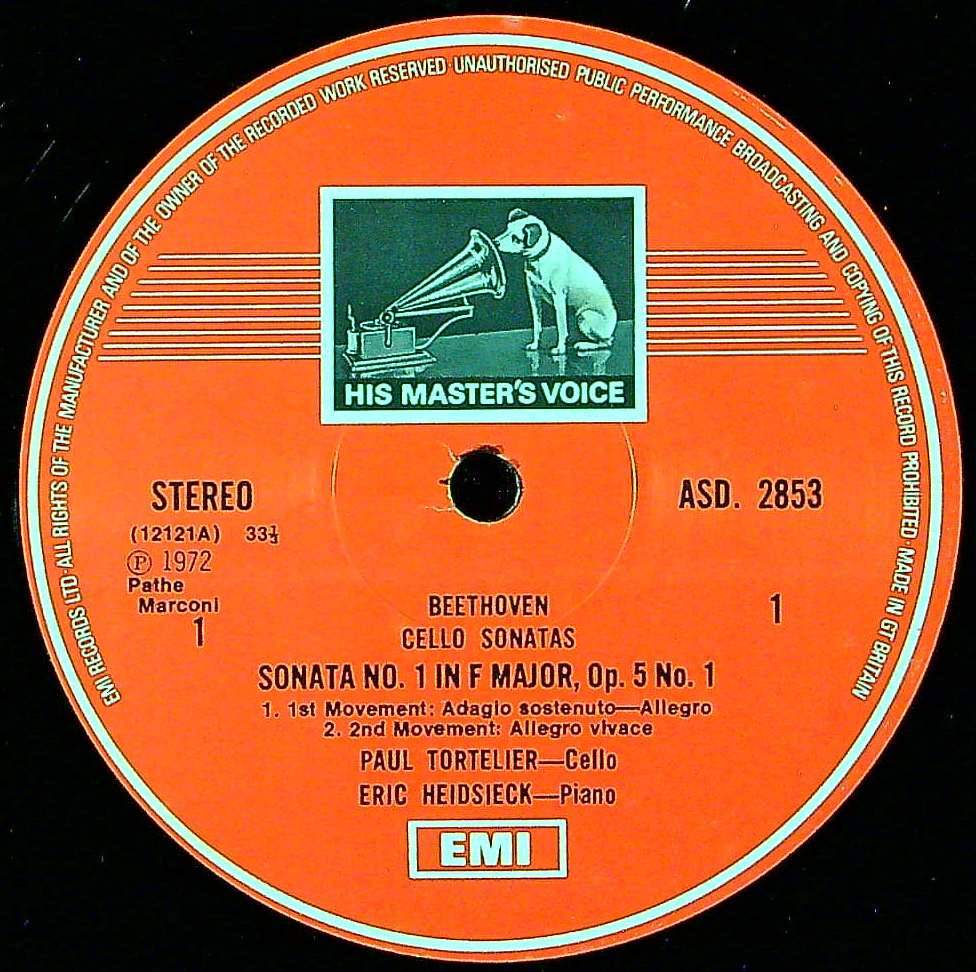 EMI RECORDS LTD · ALL RIGHTS OF THE MANUFACTURER AND OF THE OWNER OF THE RECORDED WORK RESERVED · UNAUTHORISED PUBLIC PERFORMANCE BROADCASTING AND COPYING OF THIS RECORD PROHIBITED · MADE IN GT BRITAIN
HIS MASTER'S VOICE
STEREO
ASD. 2853
(12121A) 33⅓
℗ 1972
Pathe
Marconi
1
1
BEETHOVEN
CELLO SONATAS
SONATA NO. 1 IN F MAJOR, Op. 5 No. 1
1. 1st Movement: Adagio sostenuto—Allegro
2. 2nd Movement: Allegro vivace
PAUL TORTELIER—Cello
ERIC HEIDSIECK—Piano
EMI